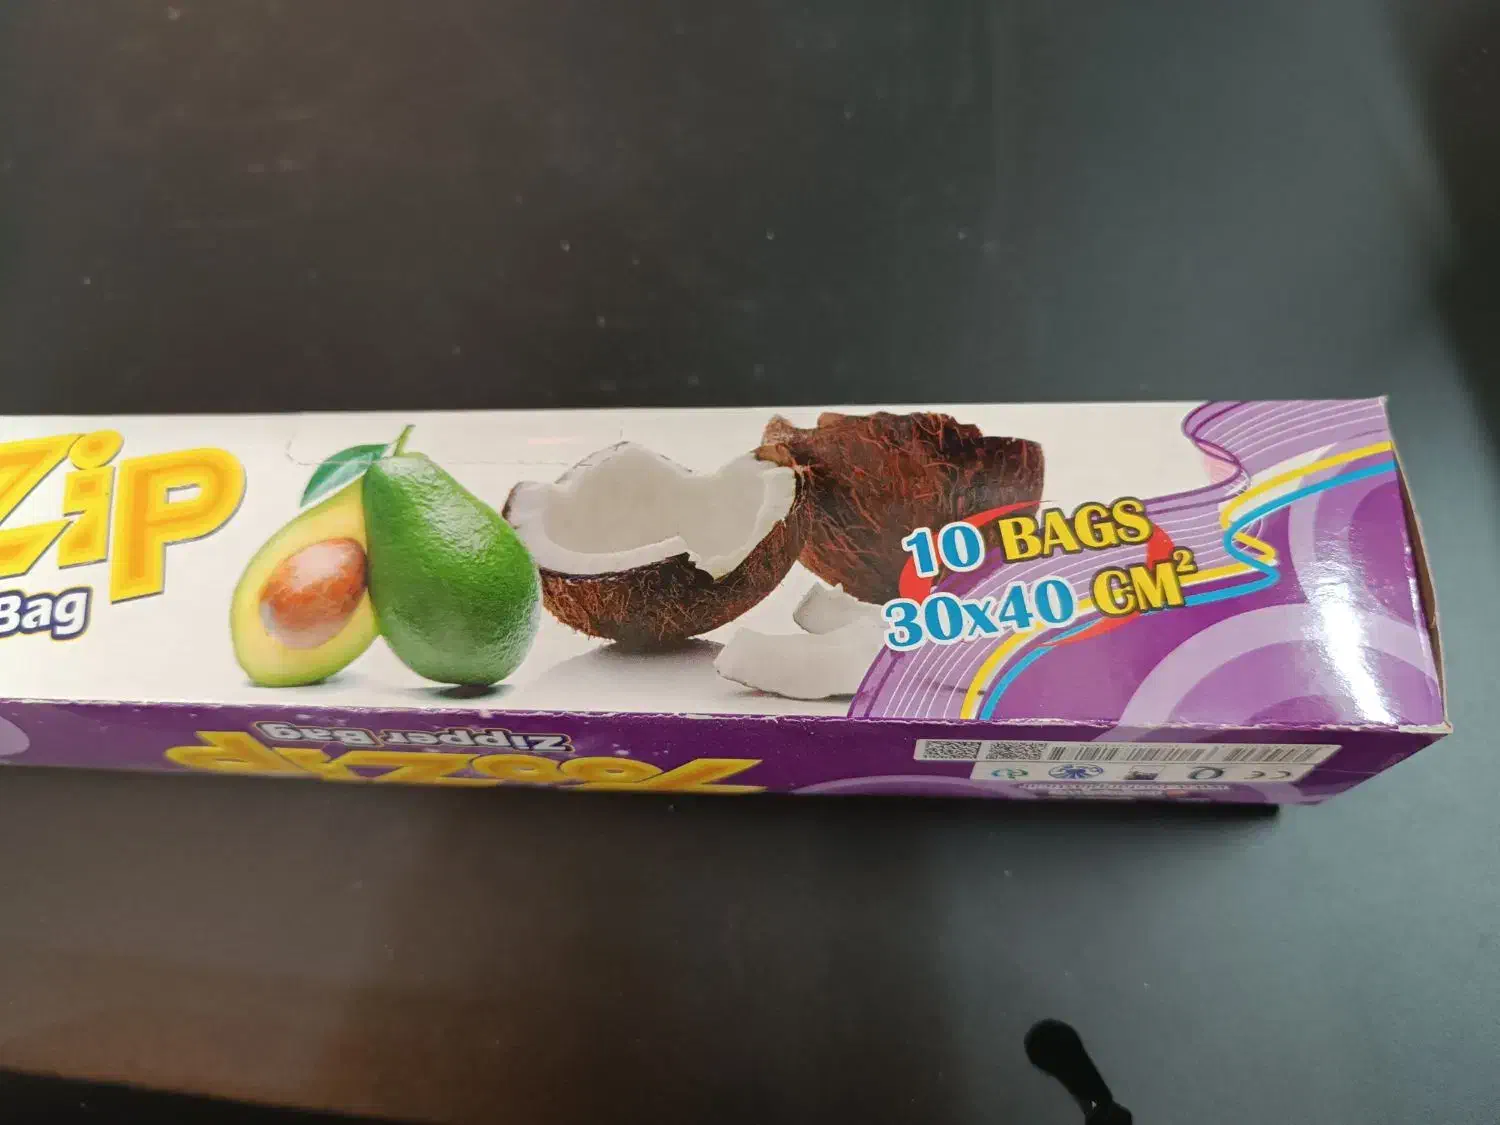 Zip
Bag
10 BAGS
30x40 CM²
Zipper Bag